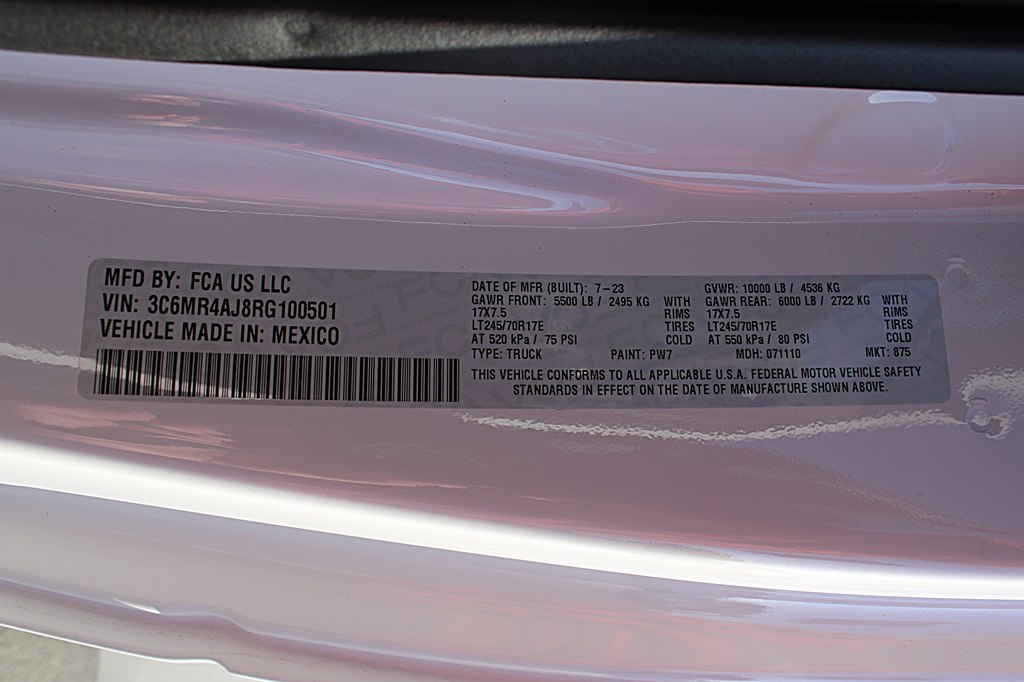 MFD BY: FCA US LLC
VIN: 3C6MR4AJ8RG100501
VEHICLE MADE IN: MEXICO
DATE OF MFR (BUILT): 7-23 GVWR: 10000 LB / 4536 KG
GAWR FRONT: 5500 LB / 2495 KG WITH GAWR REAR: 6000 LB / 2722 KG WITH
17X7.5 RIMS 17X7.5 RIMS
LT245/70R17E TIRES LT245/70R17E TIRES
AT 520 kPa / 75 PSI COLD AT 550 kPa / 80 PSI COLD
TYPE: TRUCK PAINT: PW7 MDH: 071110 MKT: 875
THIS VEHICLE CONFORMS TO ALL APPLICABLE U.S.A. FEDERAL MOTOR VEHICLE SAFETY
STANDARDS IN EFFECT ON THE DATE OF MANUFACTURE SHOWN ABOVE.